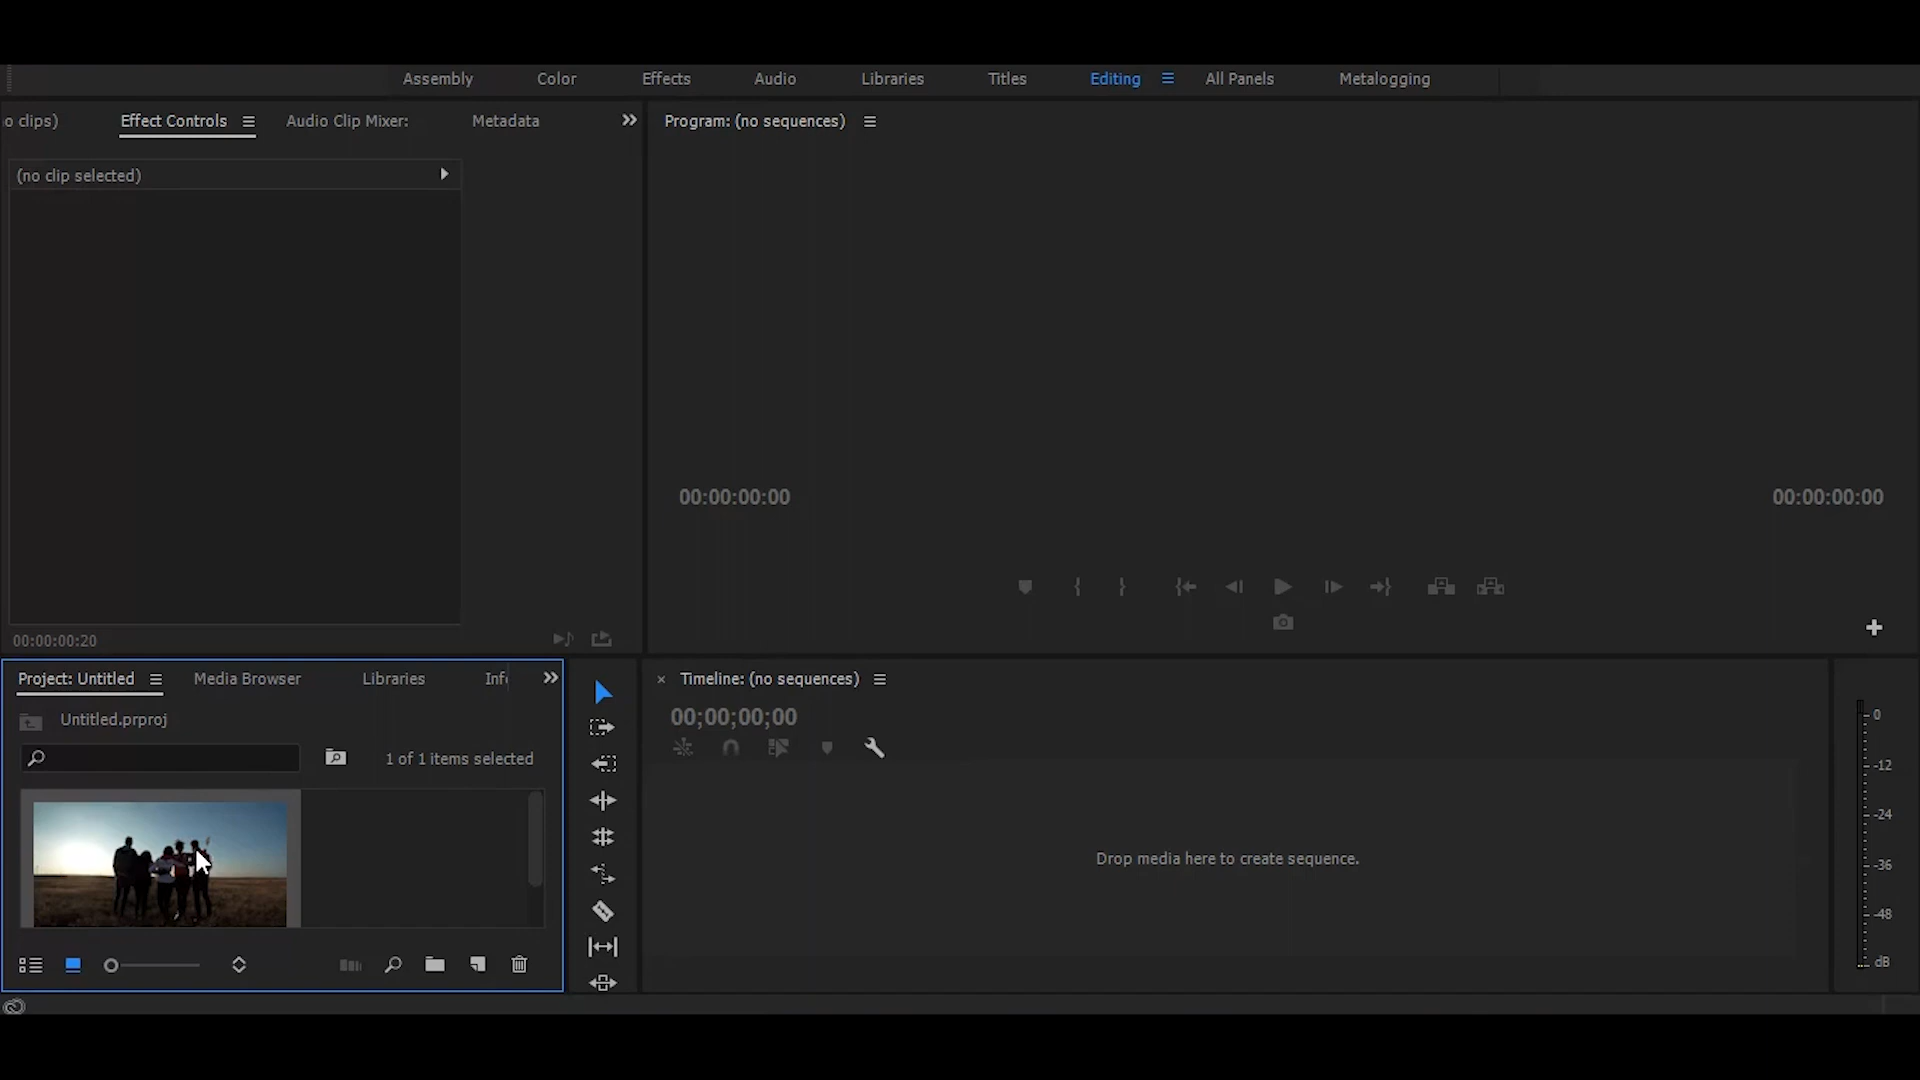 Assembly Color Effects Audio Libraries Titles Editing All Panels Metalogging
o clips) Effect Controls Audio Clip Mixer: Metadata
Program: (no sequences)
(no clip selected)
00:00:00:00 00:00:00:00
00:00:00:20
Project: Untitled Media Browser Libraries Inf
Untitled.prproj
1 of 1 items selected
Timeline: (no sequences)
00;00;00;00
Drop media here to create sequence.
0
-12
-24
-36
-48
dB